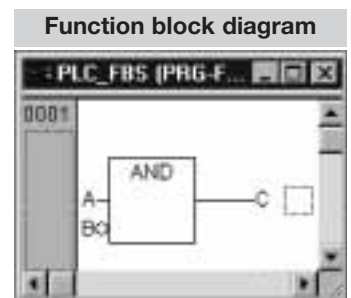 Function block diagram
PLC_FBS (PRG-F...
0001
AND
A
B
C